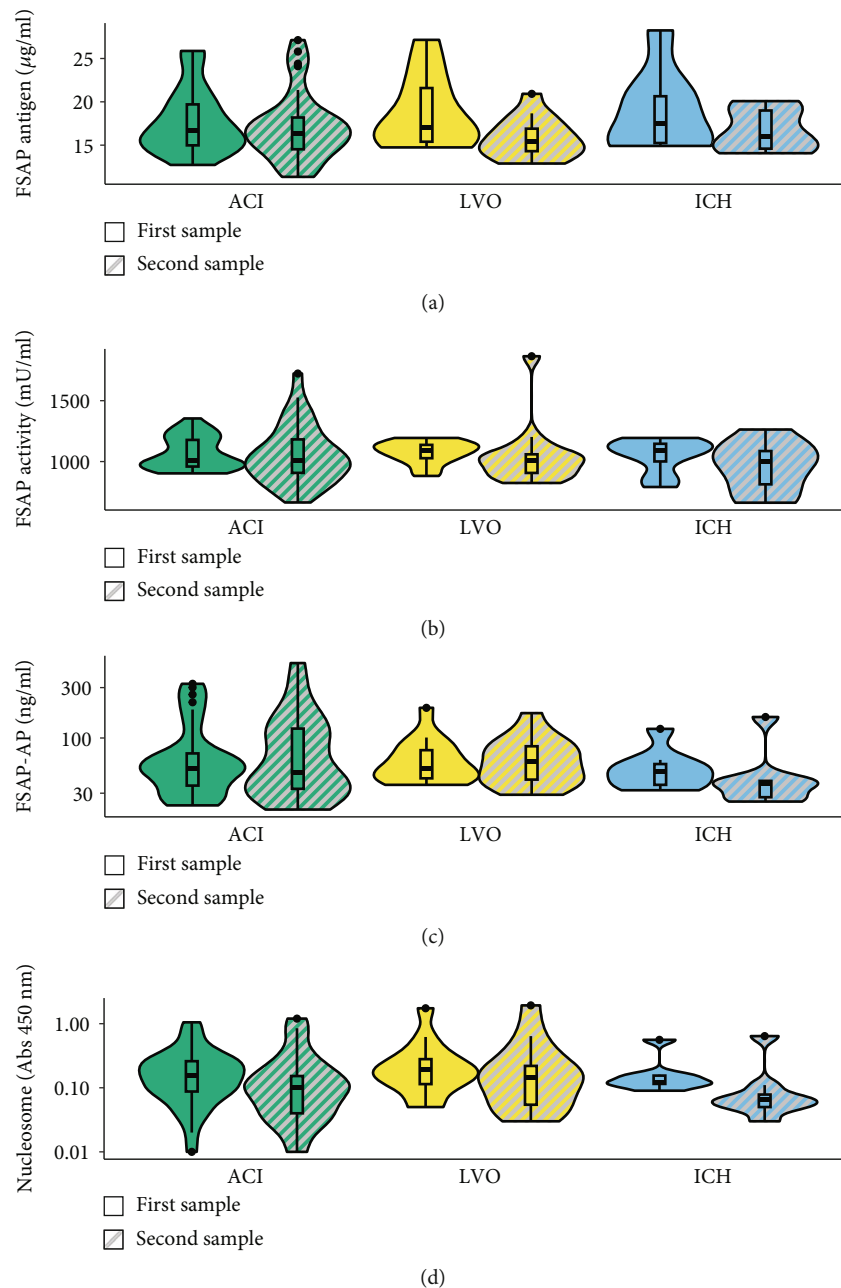 FSAP antigen (μg/ml)
25
20
15
ACI LVO ICH
First sample
Second sample
(a)
FSAP activity (mU/ml)
1500
1000
ACI LVO ICH
First sample
Second sample
(b)
FSAP-AP (ng/ml)
300
100
30
ACI LVO ICH
First sample
Second sample
(c)
Nucleosome (Abs 450 nm)
1.00
0.10
0.01
ACI LVO ICH
First sample
Second sample
(d)